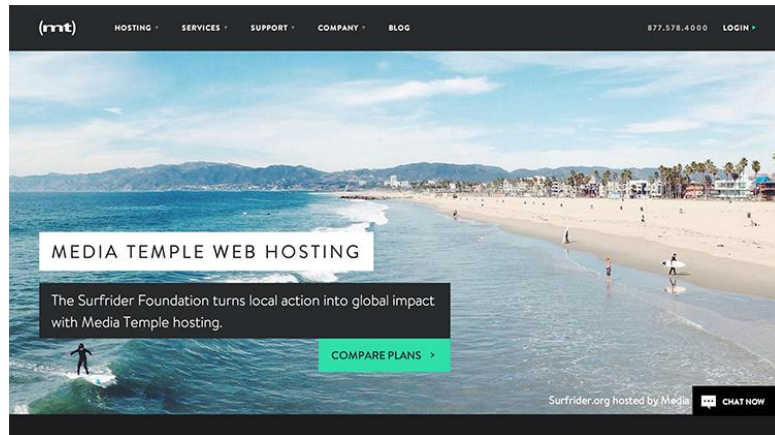 (mt)
HOSTING
SERVICES
SUPPORT
COMPANY
BLOG
877.578.4000
LOGIN
MEDIA TEMPLE WEB HOSTING
The Surfrider Foundation turns local action into global impact
with Media Temple hosting.
COMPARE PLANS >
Surfrider.org hosted by Media
CHAT NOW